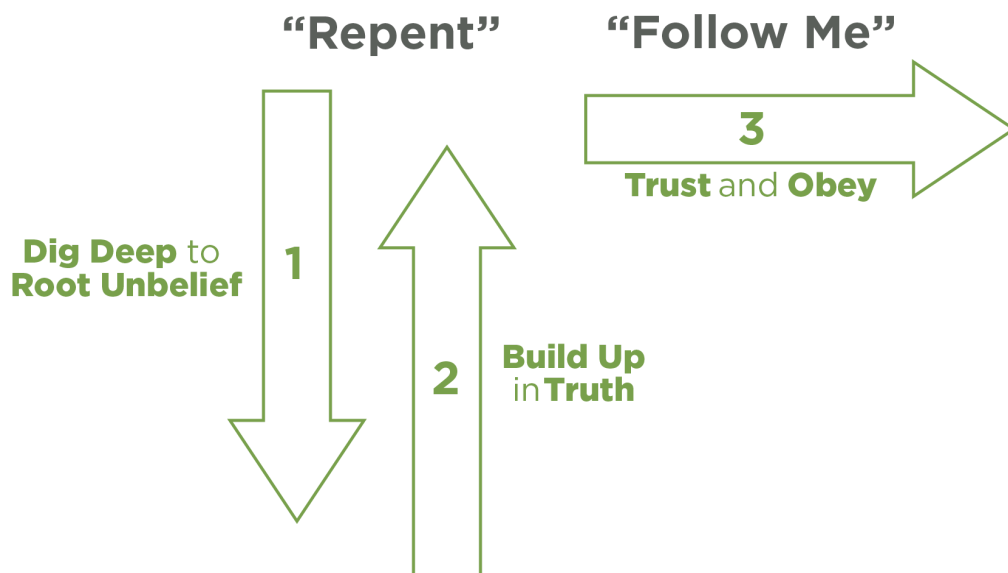 “Repent”
“Follow Me”
3
Trust and Obey
Dig Deep to
Root Unbelief
1
2
Build Up
in Truth